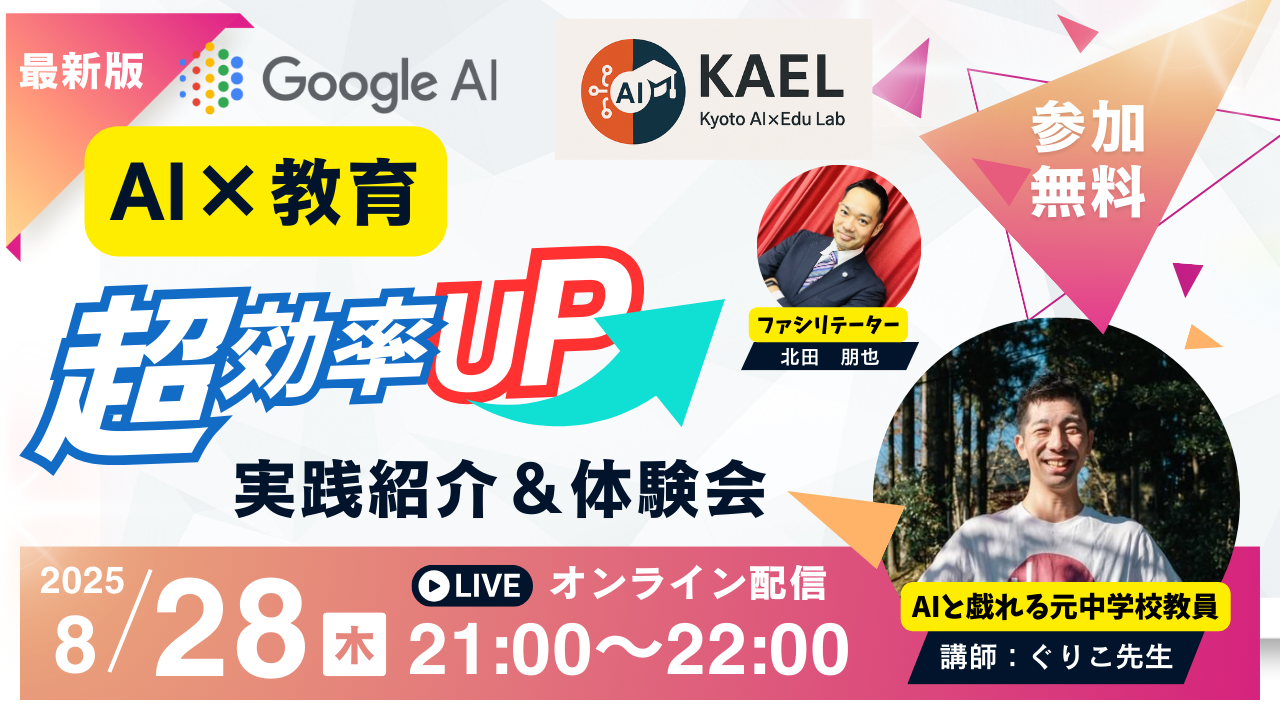 最新版
Google AI
AI
KAEL
Kyoto AI×Edu Lab
参加
無料
AI×教育
超効率UP
ファシリテーター
北田 朋也
実践紹介＆体験会
2025
8/28 木
LIVE オンライン配信
21:00〜22:00
AIと戯れる元中学校教員
講師：ぐりこ先生